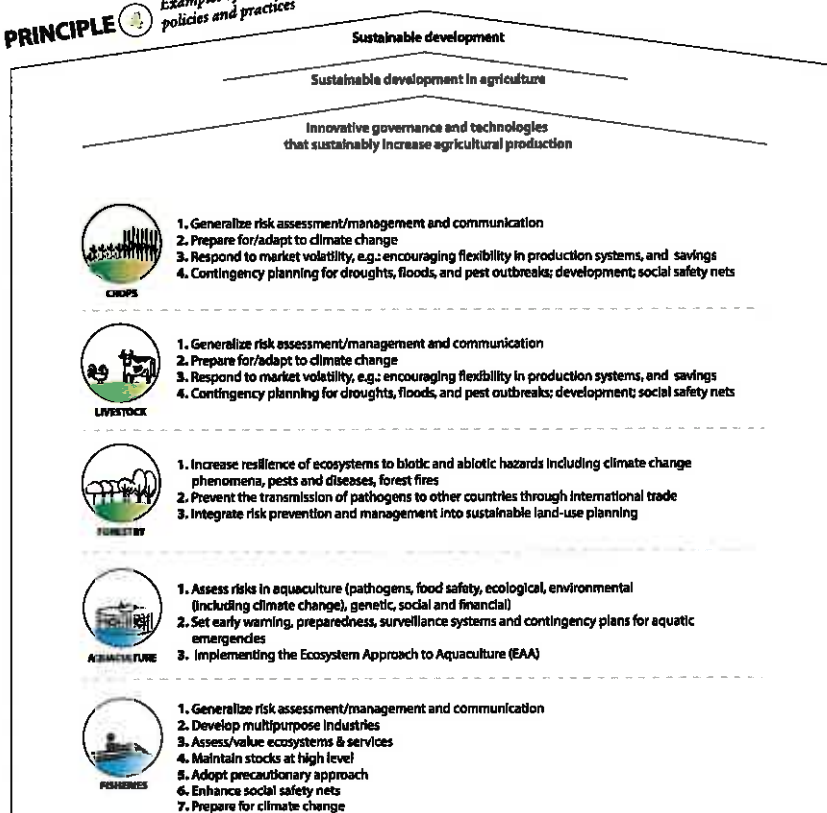 PRINCIPLE 4
policies and practices
Sustainable development
Sustainable development in agriculture
Innovative governance and technologies
that sustainably increase agricultural production
1. Generalize risk assessment/management and communication
2. Prepare for/adapt to climate change
3. Respond to market volatility, e.g.: encouraging flexibility in production systems, and savings
4. Contingency planning for droughts, floods, and pest outbreaks; development; social safety nets
CROPS
1. Generalize risk assessment/management and communication
2. Prepare for/adapt to climate change
3. Respond to market volatility, e.g.: encouraging flexibility in production systems, and savings
4. Contingency planning for droughts, floods, and pest outbreaks; development; social safety nets
LIVESTOCK
1. Increase resilience of ecosystems to biotic and abiotic hazards including climate change
phenomena, pests and diseases, forest fires
2. Prevent the transmission of pathogens to other countries through international trade
3. Integrate risk prevention and management into sustainable land-use planning
FORESTRY
1. Assess risks in aquaculture (pathogens, food safety, ecological, environmental
(including climate change), genetic, social and financial)
2. Set early warning, preparedness, surveillance systems and contingency plans for aquatic
emergencies
3. Implementing the Ecosystem Approach to Aquaculture (EAA)
AQUACULTURE
1. Generalize risk assessment/management and communication
2. Develop multipurpose industries
3. Assess/value ecosystems & services
4. Maintain stocks at high level
5. Adopt precautionary approach
6. Enhance social safety nets
7. Prepare for climate change
FISHERIES